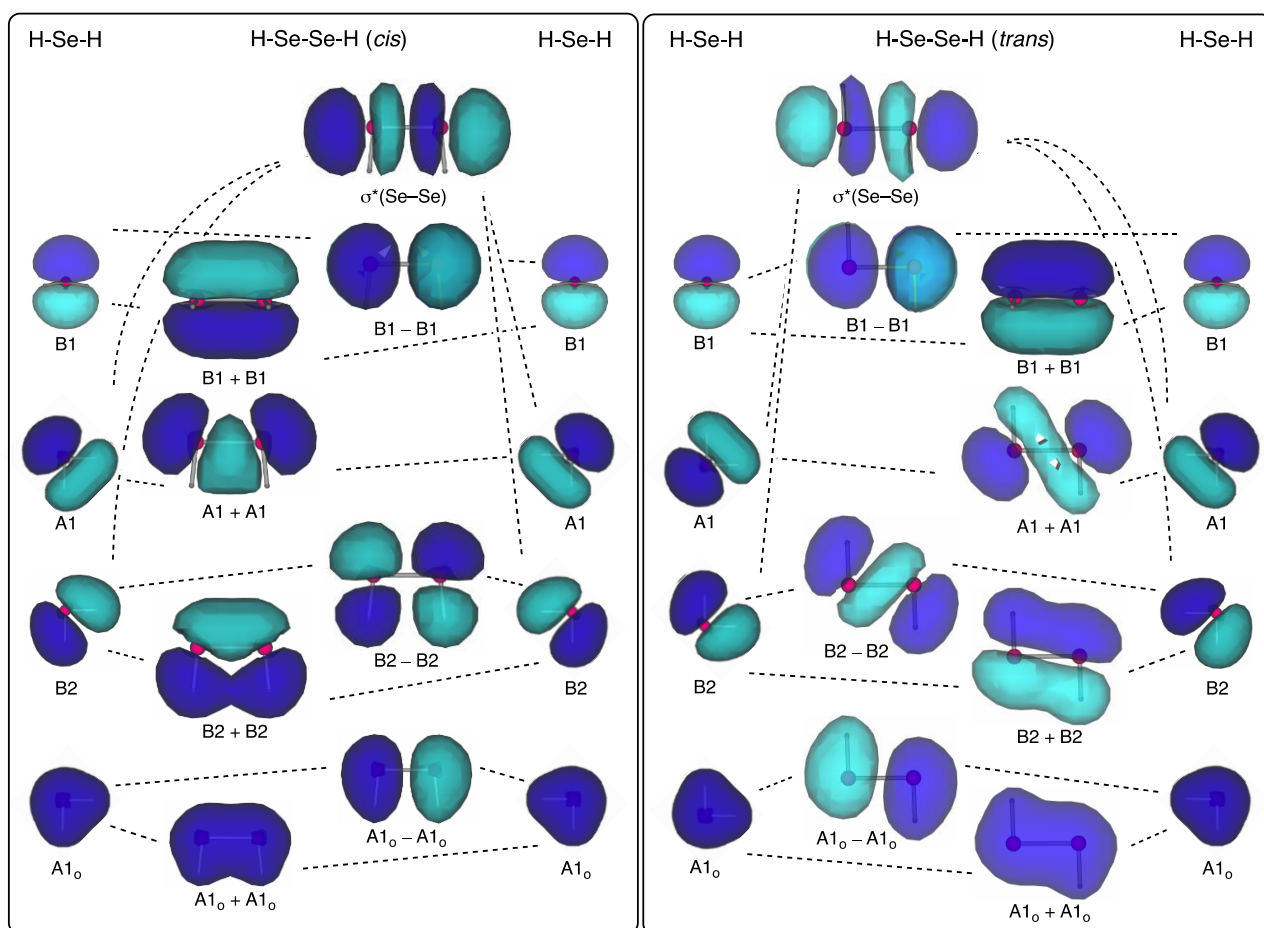 H-Se-H
H-Se-Se-H (cis)
H-Se-H
σ*(Se–Se)
B1
B1 – B1
B1
B1 + B1
A1
A1 + A1
A1
B2 – B2
B2
B2
B2 + B2
A1o – A1o
A1o
A1o
A1o + A1o
H-Se-H
H-Se-Se-H (trans)
H-Se-H
σ*(Se–Se)
B1 – B1
B1
B1
B1 + B1
A1
A1 + A1
A1
B2 – B2
B2
B2
B2 + B2
A1o – A1o
A1o
A1o
A1o + A1o